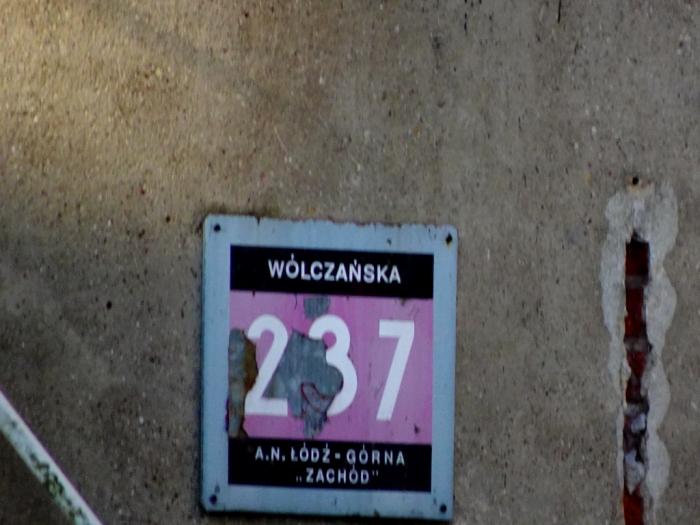 WÓLCZAŃSKA
237
A.N. ŁÓDŹ - GÓRNA
„ZACHÓD"